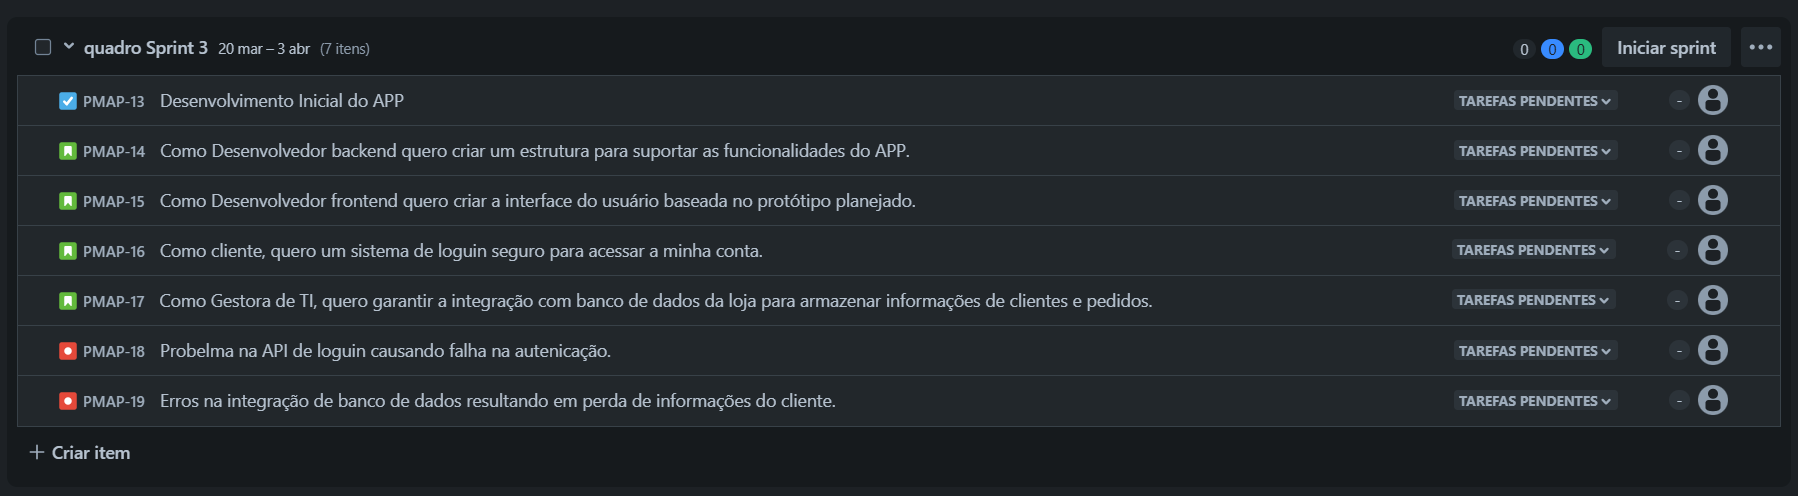 quadro Sprint 3 20 mar – 3 abr (7 itens) 0 0 0 Iniciar sprint
PMAP-13 Desenvolvimento Inicial do APP TAREFAS PENDENTES -
PMAP-14 Como Desenvolvedor backend quero criar um estrutura para suportar as funcionalidades do APP. TAREFAS PENDENTES -
PMAP-15 Como Desenvolvedor frontend quero criar a interface do usuário baseada no protótipo planejado. TAREFAS PENDENTES -
PMAP-16 Como cliente, quero um sistema de loguin seguro para acessar a minha conta. TAREFAS PENDENTES -
PMAP-17 Como Gestora de TI, quero garantir a integração com banco de dados da loja para armazenar informações de clientes e pedidos. TAREFAS PENDENTES -
PMAP-18 Probelma na API de loguin causando falha na autenicação. TAREFAS PENDENTES -
PMAP-19 Erros na integração de banco de dados resultando em perda de informações do cliente. TAREFAS PENDENTES -
+ Criar item